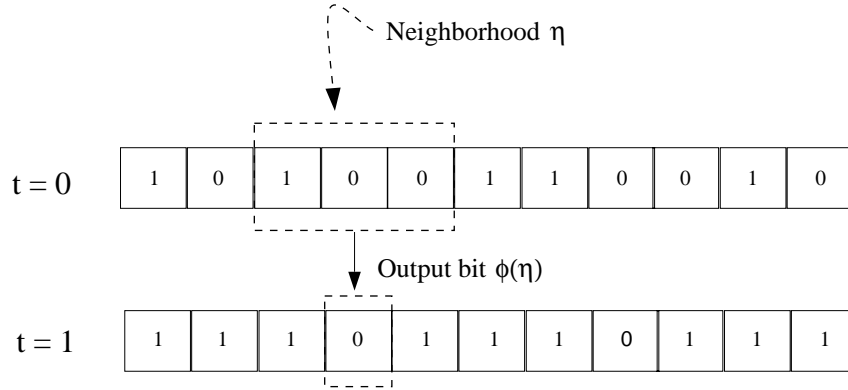 Neighborhood η
t = 0
1 0 1 0 0 1 1 0 0 1 0
Output bit ϕ(η)
t = 1
1 1 1 0 1 1 1 0 1 1 1